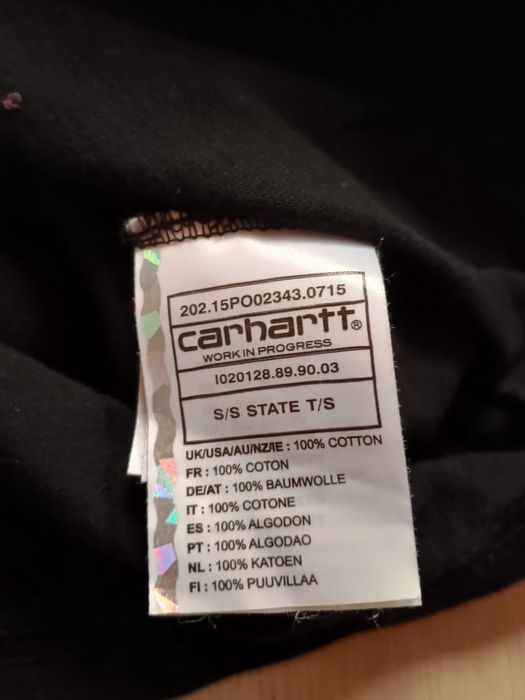 202.15PO02343.0715
carhartt®
WORK IN PROGRESS
I020128.89.90.03
S/S STATE T/S
UK/USA/AU/NZ/IE : 100% COTTON
FR : 100% COTON
DE/AT : 100% BAUMWOLLE
IT : 100% COTONE
ES : 100% ALGODON
PT : 100% ALGODAO
NL : 100% KATOEN
FI : 100% PUUVILLAA